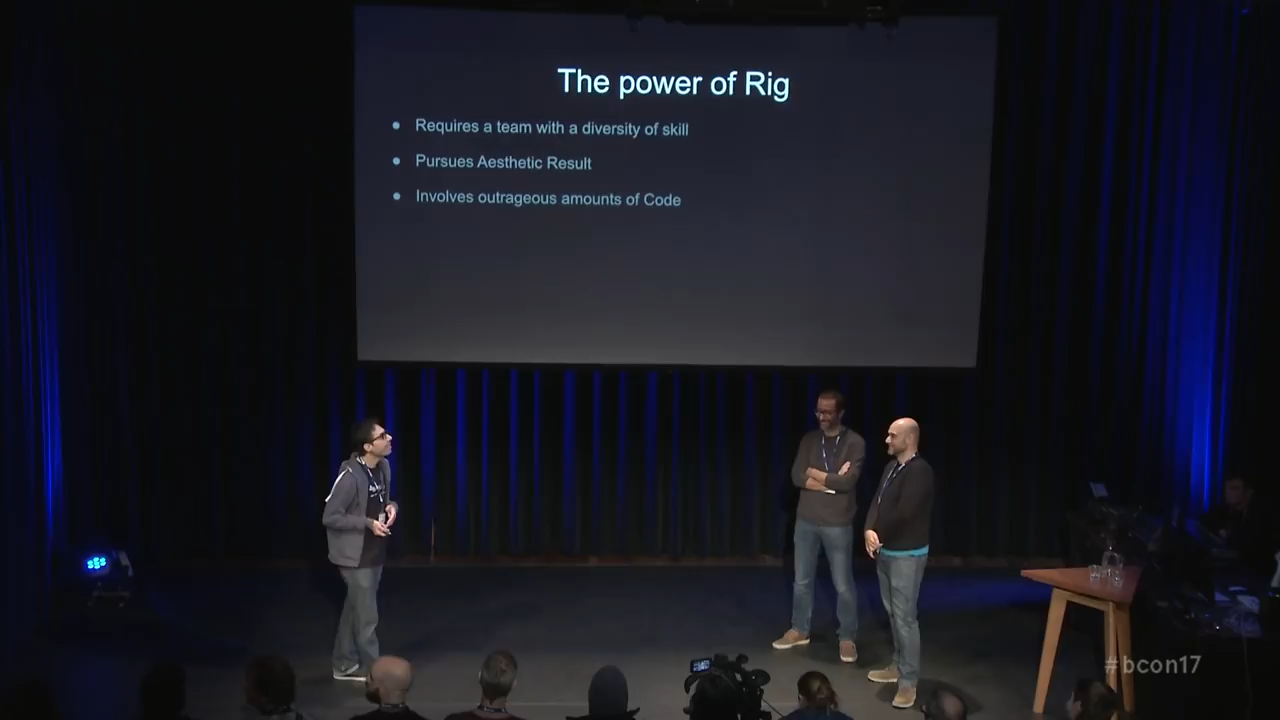 The power of Rig
● Requires a team with a diversity of skill
● Pursues Aesthetic Result
● Involves outrageous amounts of Code
#bcon17